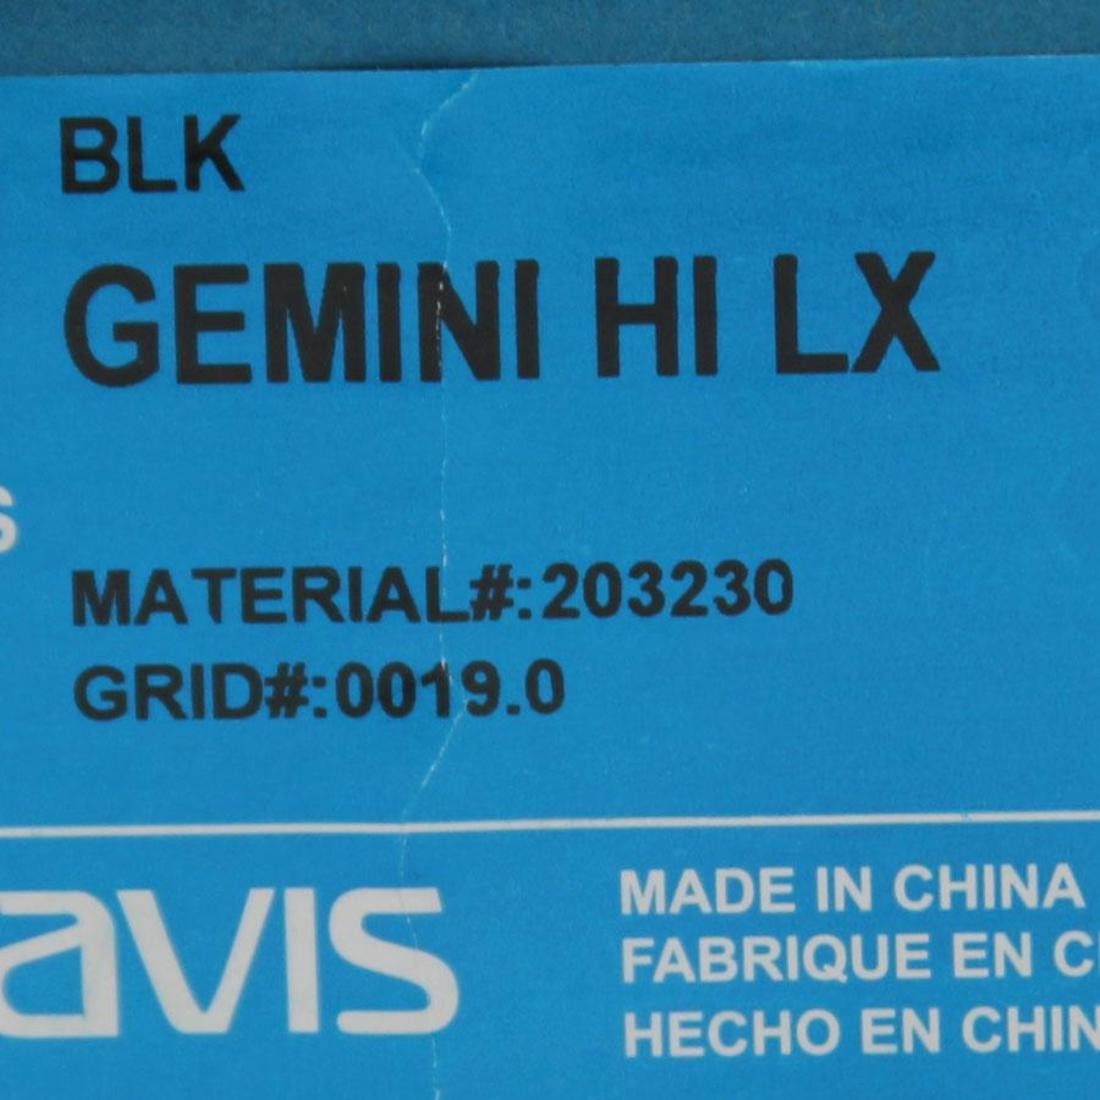 BLK
GEMINI HI LX
s
MATERIAL#:203230
GRID#:0019.0
avis
MADE IN CHINA
FABRIQUE EN C
HECHO EN CHIN